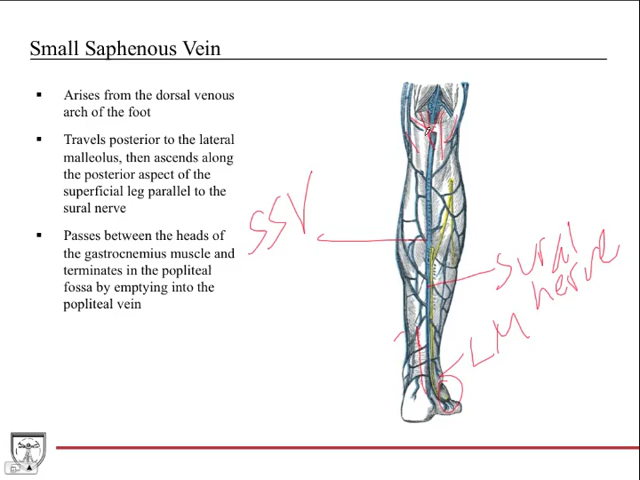 Small Saphenous Vein
Arises from the dorsal venous
arch of the foot
Travels posterior to the lateral
malleolus, then ascends along
the posterior aspect of the
superficial leg parallel to the
sural nerve
Passes between the heads of
the gastrocnemius muscle and
terminates in the popliteal
fossa by emptying into the
popliteal vein
SSV
sural
nerve
LM